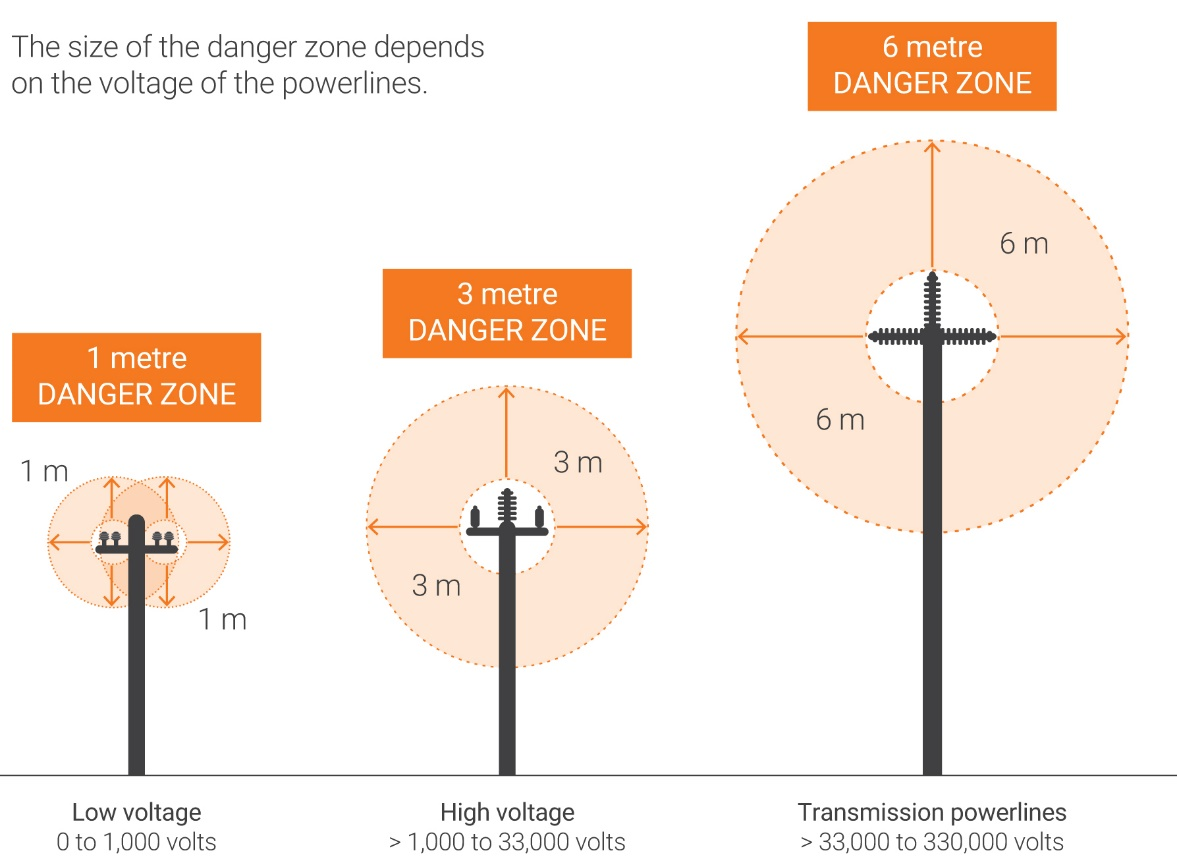 The size of the danger zone depends
on the voltage of the powerlines.
6 metre
DANGER ZONE
6 m
6 m
3 metre
DANGER ZONE
3 m
3 m
1 metre
DANGER ZONE
1 m
1 m
Low voltage
0 to 1,000 volts
High voltage
> 1,000 to 33,000 volts
Transmission powerlines
> 33,000 to 330,000 volts